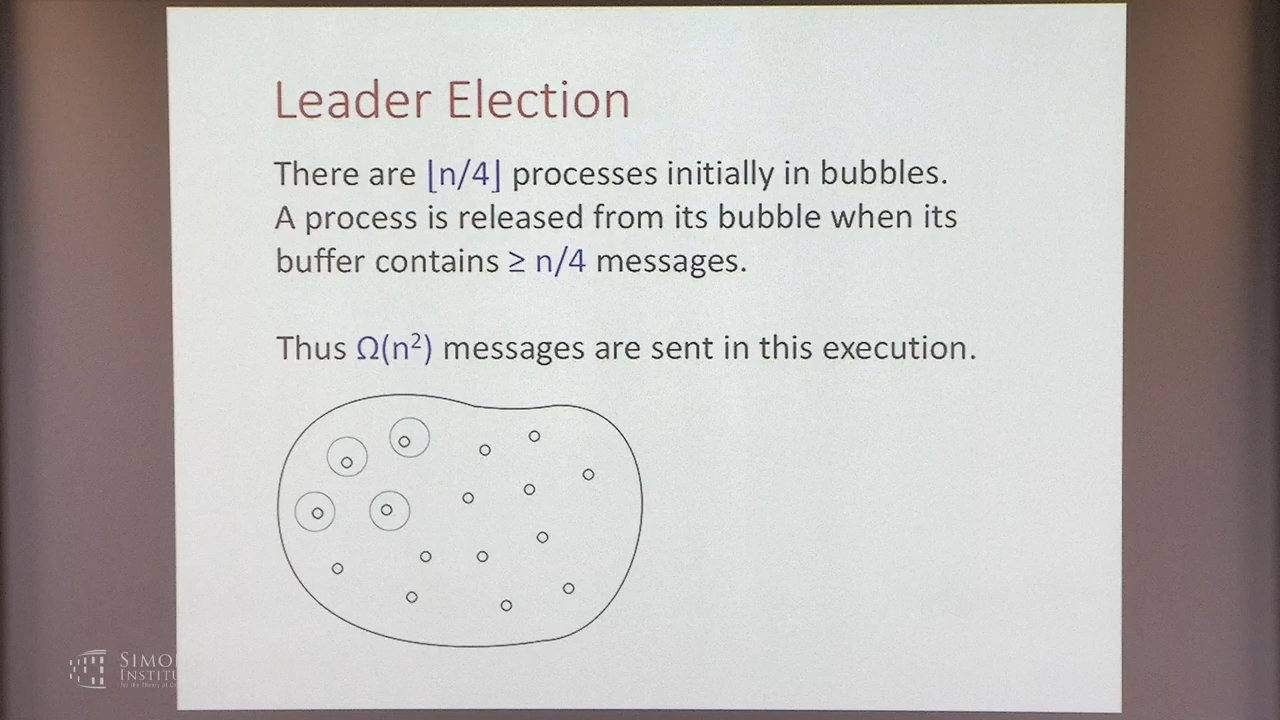 Leader Election
There are ⌊n/4⌋ processes initially in bubbles.
A process is released from its bubble when its
buffer contains ≥ n/4 messages.
Thus Ω(n²) messages are sent in this execution.